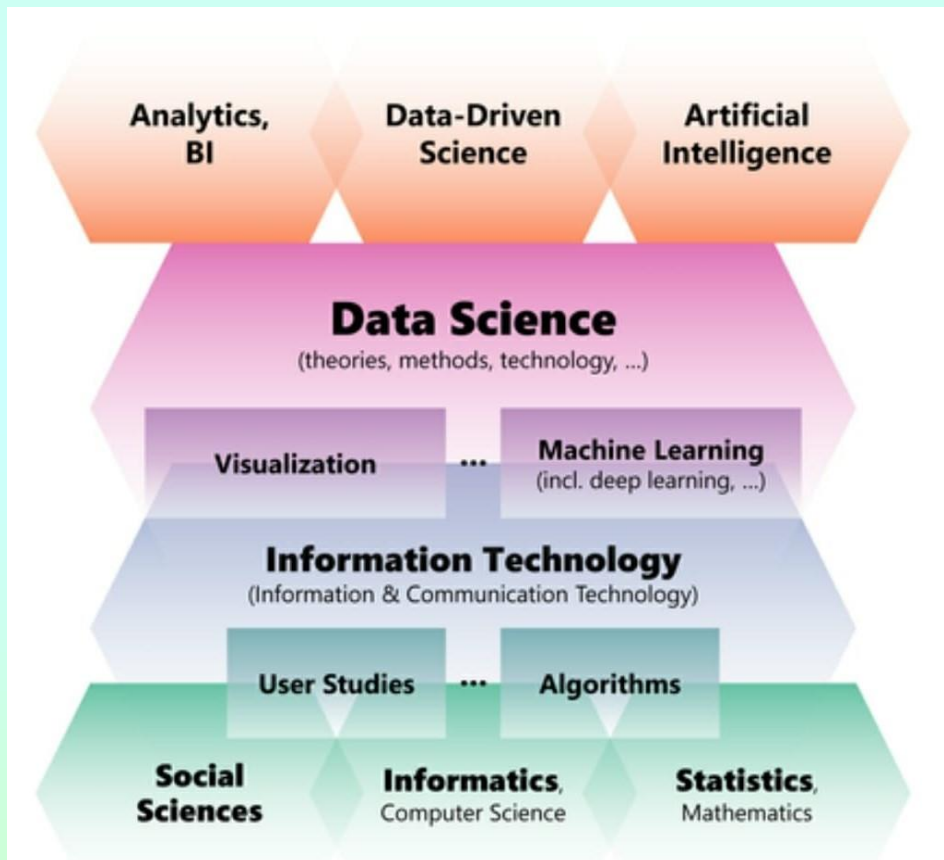 Analytics,
BI
Data-Driven
Science
Artificial
Intelligence
Data Science
(theories, methods, technology, ...)
Visualization
...
Machine Learning
(incl. deep learning, ...)
Information Technology
(Information & Communication Technology)
User Studies
...
Algorithms
Social
Sciences
Informatics,
Computer Science
Statistics,
Mathematics